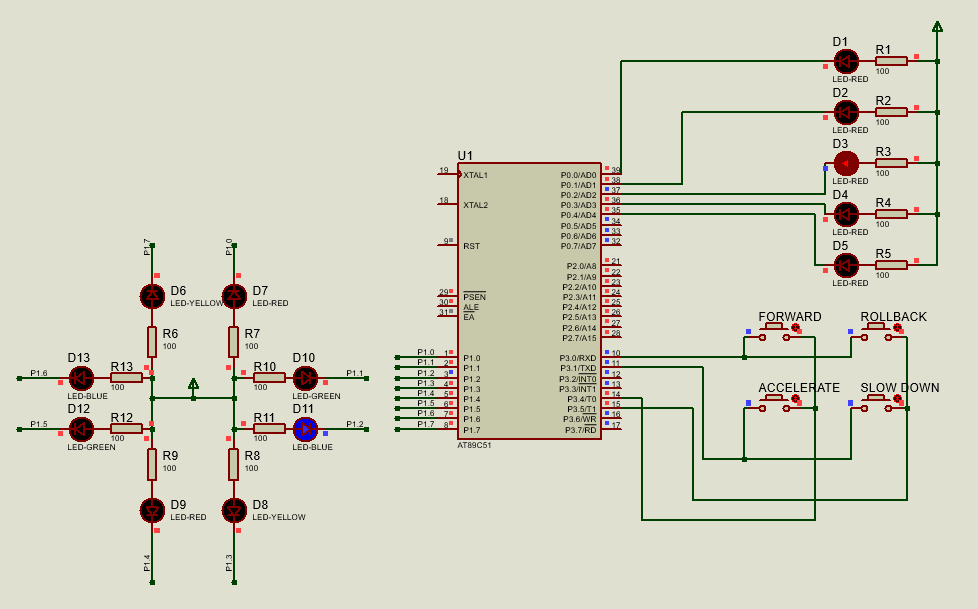 D1
R1
LED-RED
100
D2
R2
LED-RED
100
D3
R3
LED-RED
100
D4
R4
LED-RED
100
D5
R5
LED-RED
100
U1
19
XTAL1
18
XTAL2
9
RST
29
PSEN
30
ALE
31
EA
P1.0
1
P1.0
P1.1
2
P1.1
P1.2
3
P1.2
P1.3
4
P1.3
P1.4
5
P1.4
P1.5
6
P1.5
P1.6
7
P1.6
P1.7
8
P1.7
P0.0/AD0
39
P0.1/AD1
38
P0.2/AD2
37
P0.3/AD3
36
P0.4/AD4
35
P0.5/AD5
34
P0.6/AD6
33
P0.7/AD7
32
P2.0/A8
21
P2.1/A9
22
P2.2/A10
23
P2.3/A11
24
P2.4/A12
25
P2.5/A13
26
P2.6/A14
27
P2.7/A15
28
P3.0/RXD
10
P3.1/TXD
11
P3.2/INT0
12
P3.3/INT1
13
P3.4/T0
14
P3.5/T1
15
P3.6/WR
16
P3.7/RD
17
AT89C51
FORWARD
ROLLBACK
ACCELERATE
SLOW DOWN
P1.7
P1.0
D6
LED-YELLOW
D7
LED-RED
R6
100
R7
100
D13
R13
P1.6
100
LED-BLUE
R10
D10
P1.1
100
LED-GREEN
D12
R12
P1.5
100
LED-GREEN
R11
D11
P1.2
100
LED-BLUE
R9
100
R8
100
D9
LED-RED
D8
LED-YELLOW
P1.4
P1.3